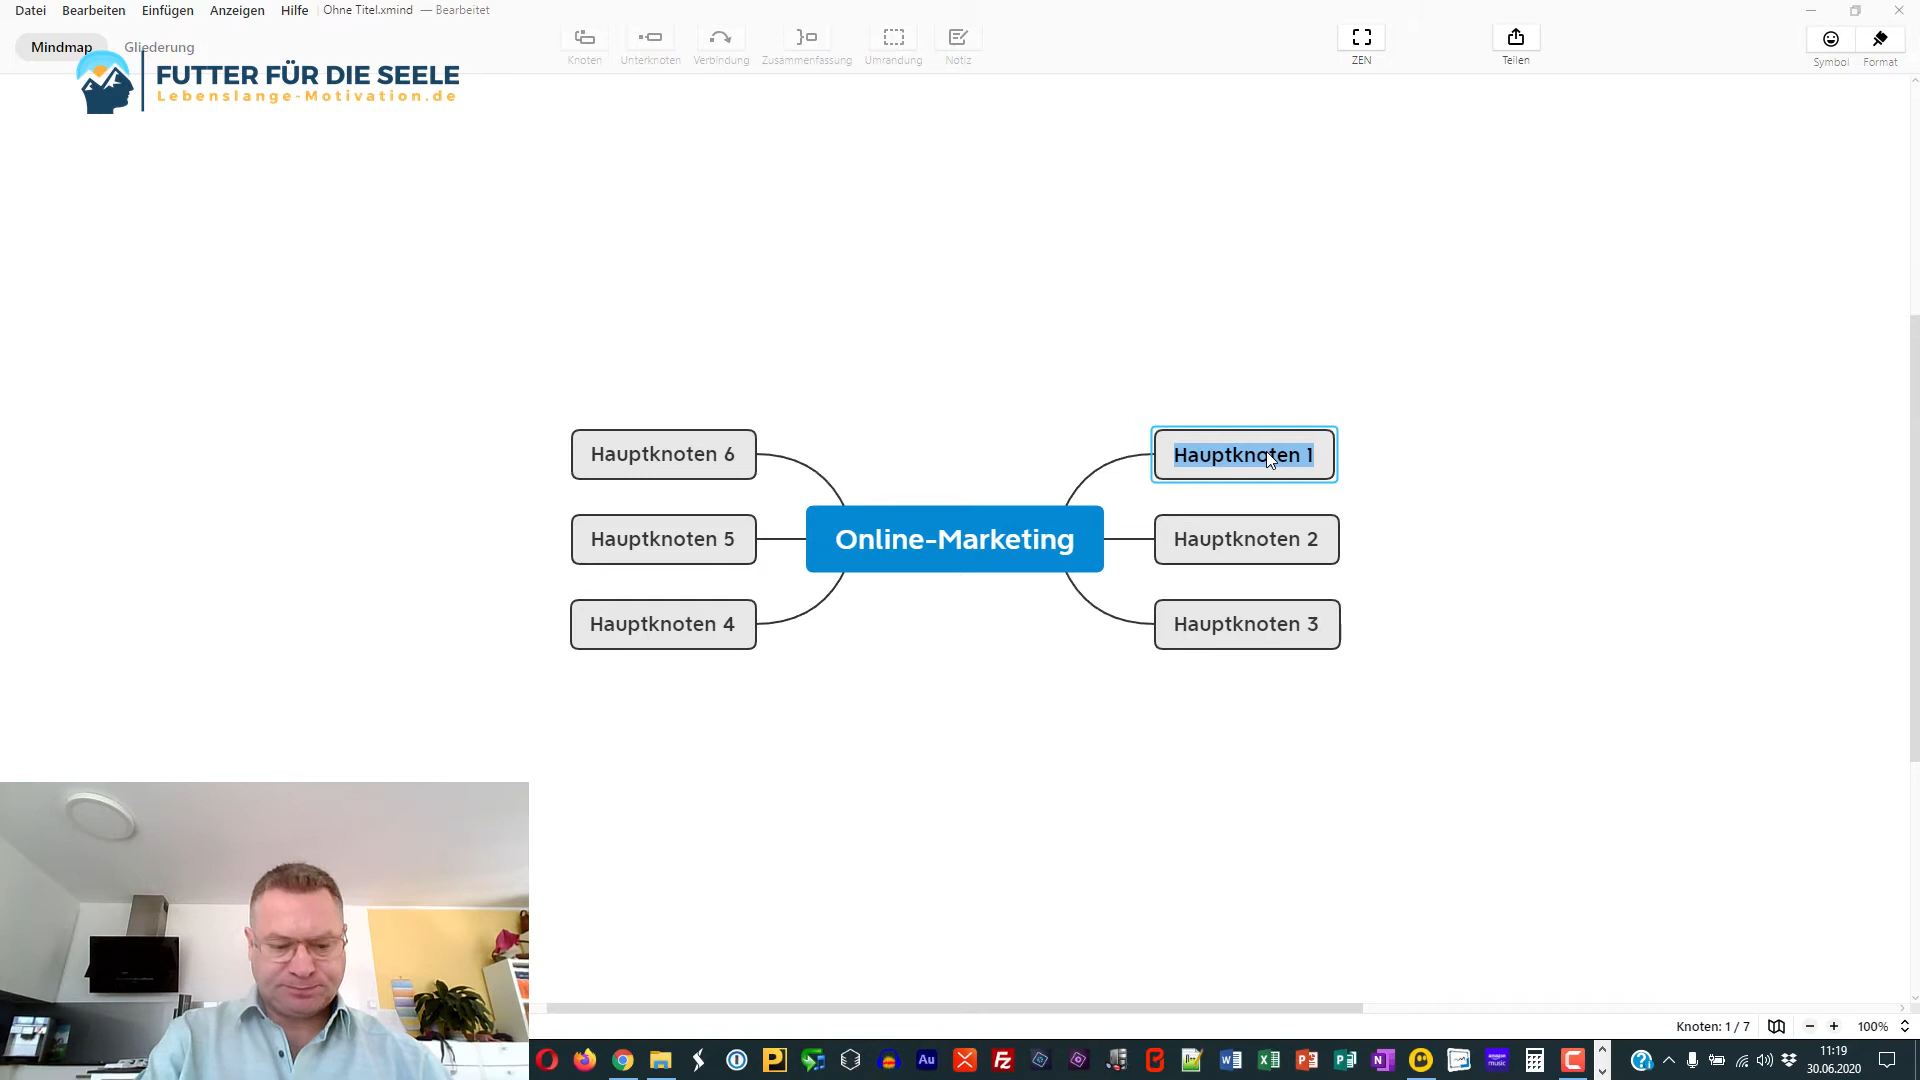 Datei Bearbeiten Einfügen Anzeigen Hilfe Ohne Titel.xmind — Bearbeitet
Mindmap Gliederung
Knoten Unterknoten Verbindung Zusammenfassung Umrandung Notiz ZEN Teilen Symbol Format
FUTTER FÜR DIE SEELE
Lebenslange-Motivation.de
Hauptknoten 6
Hauptknoten 1
Hauptknoten 5
Online-Marketing
Hauptknoten 2
Hauptknoten 4
Hauptknoten 3
Knoten: 1 / 7 100%
Au
11:19
30.06.2020